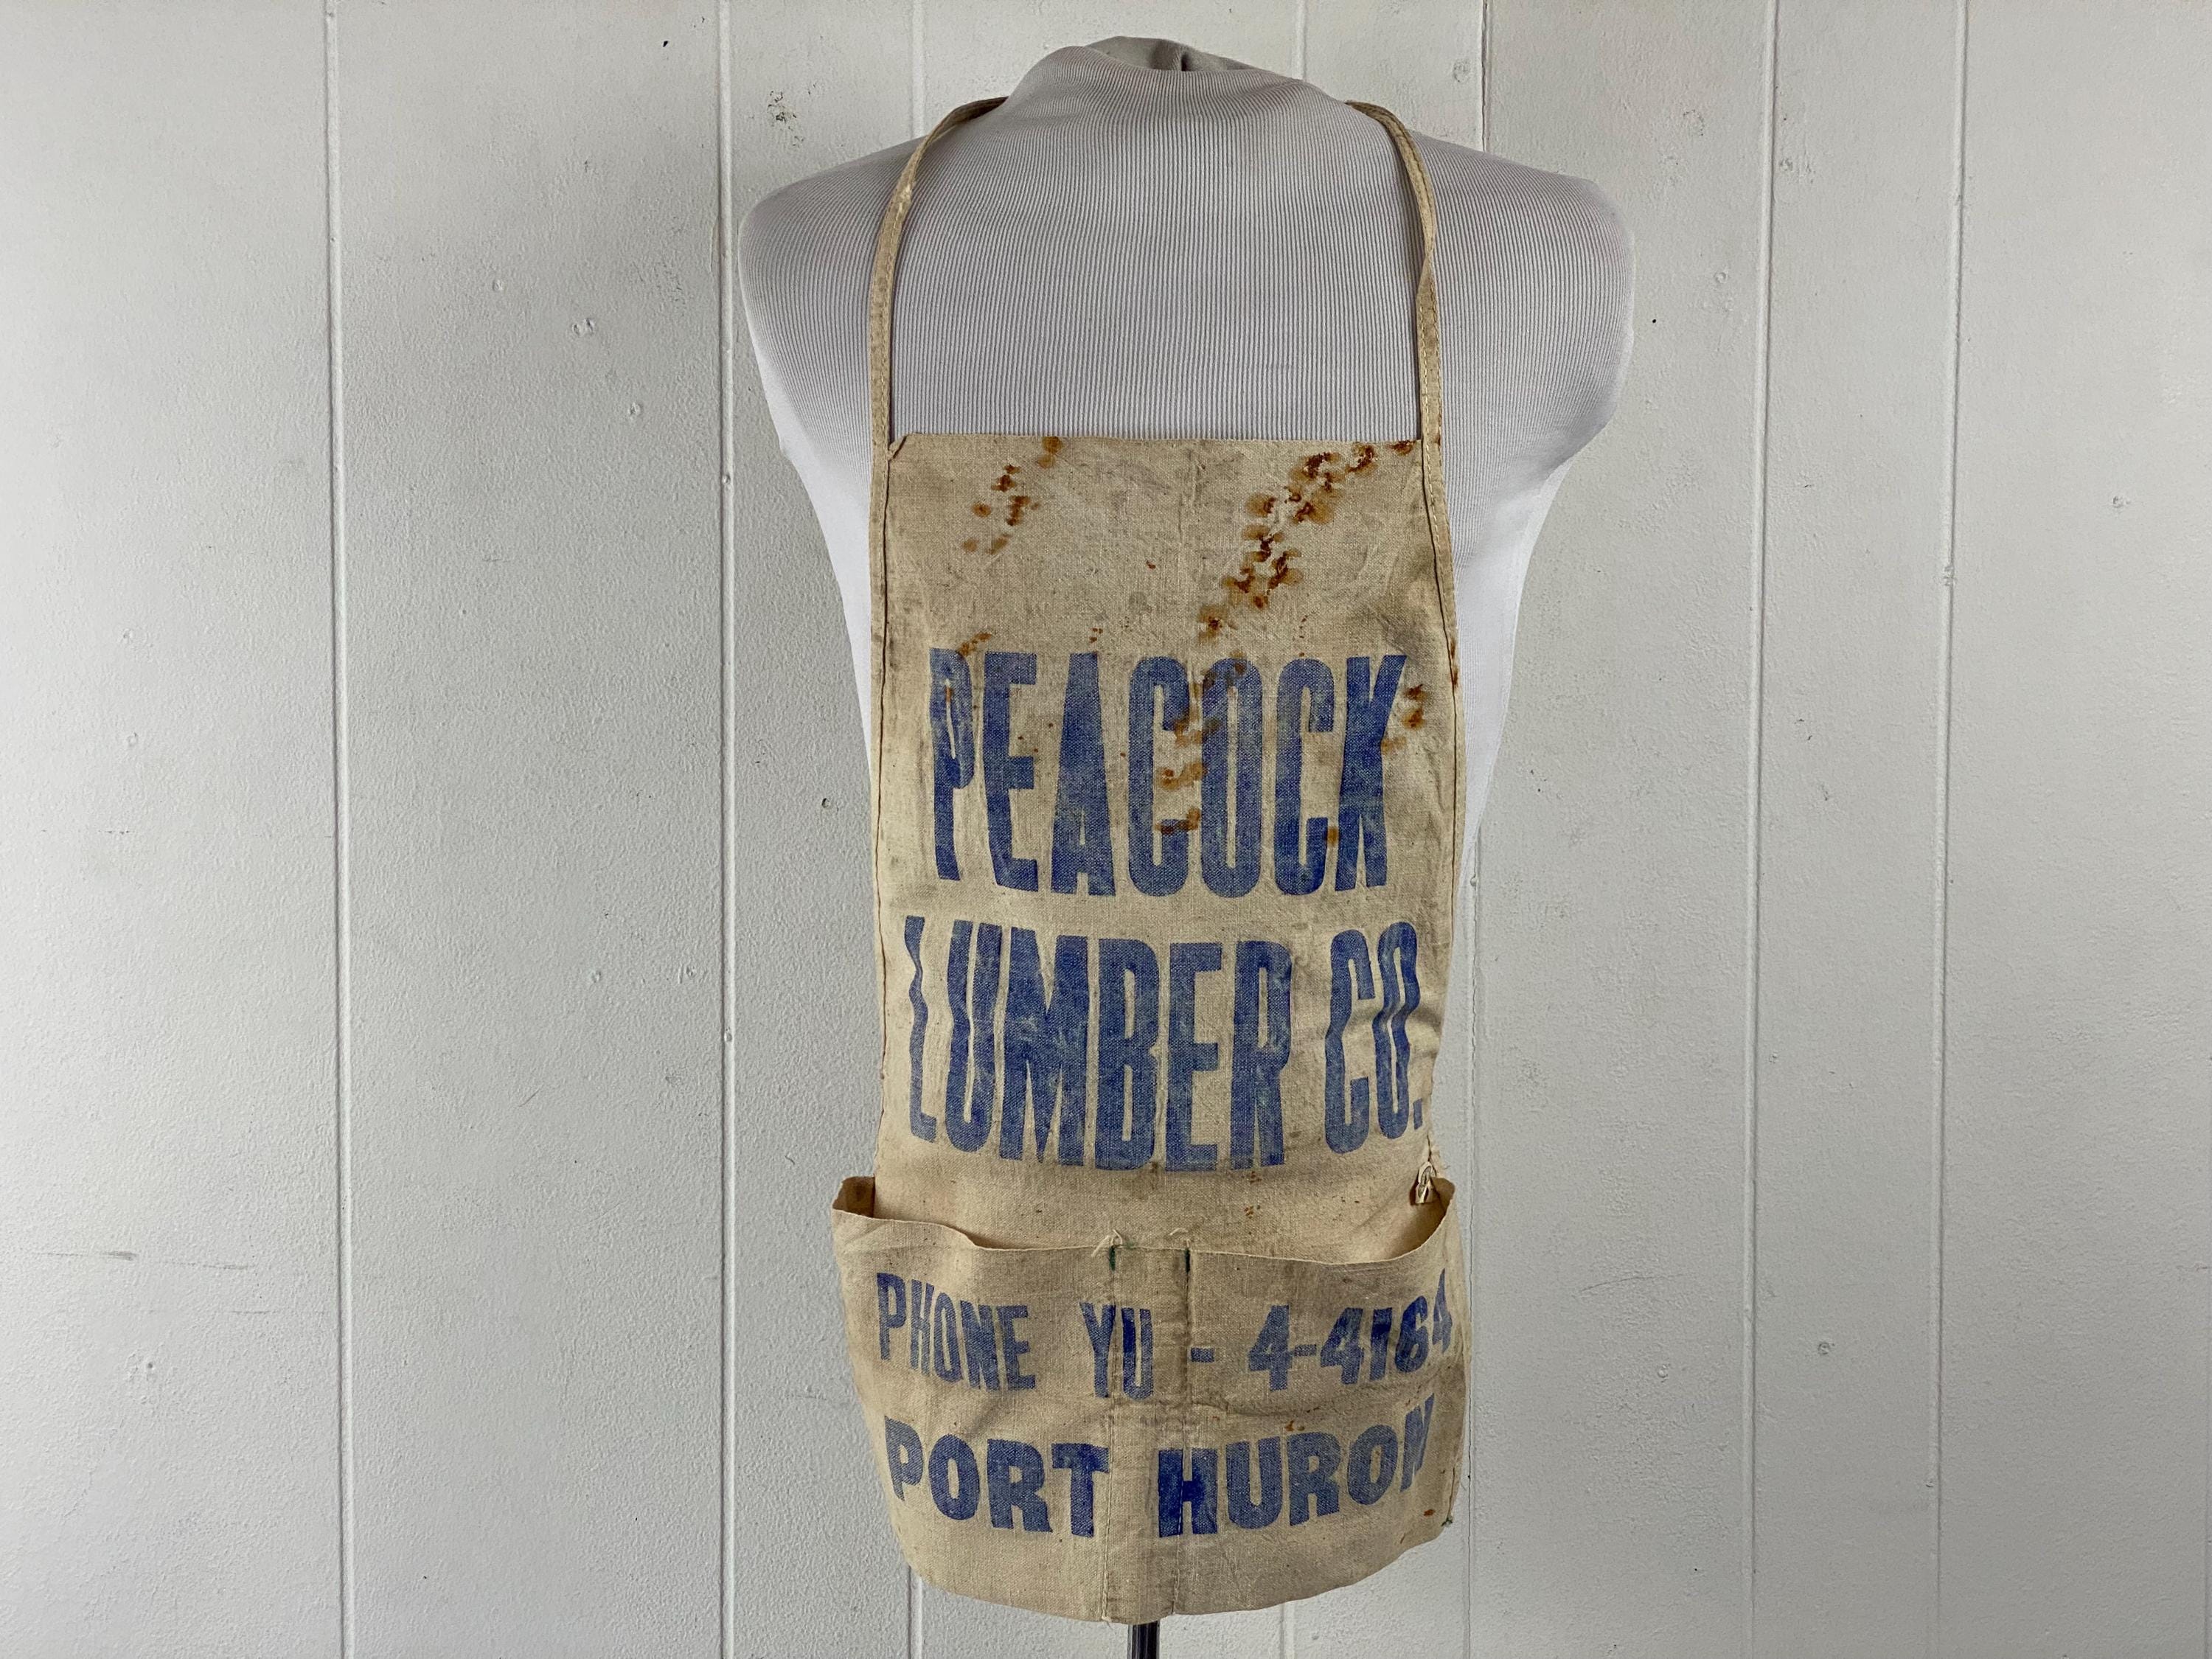 PEACOCK
LUMBER CO.
PHONE YU - 4-4164
PORT HURON